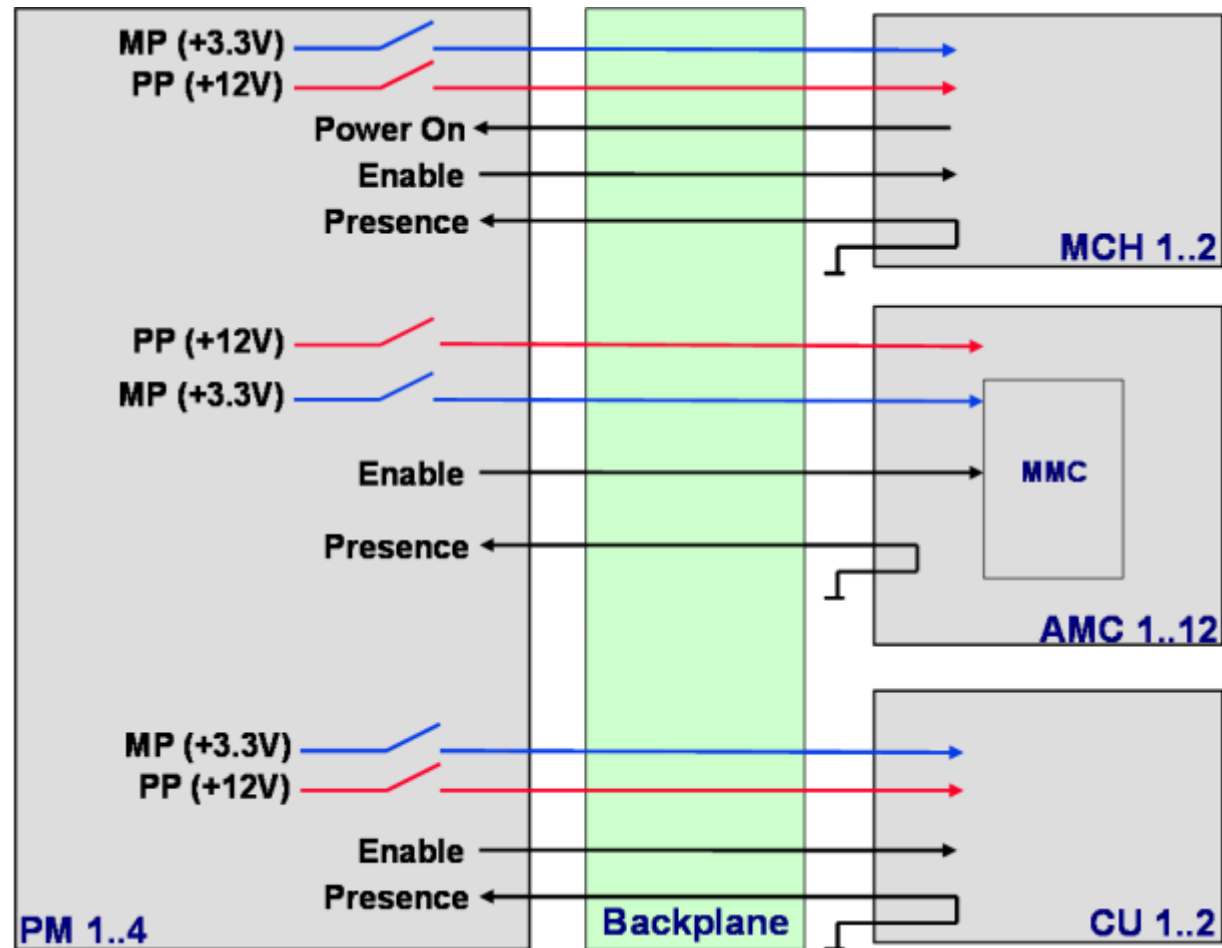 MP (+3.3V)
PP (+12V)
Power On
Enable
Presence
MCH 1..2
PP (+12V)
MP (+3.3V)
Enable
MMC
Presence
AMC 1..12
MP (+3.3V)
PP (+12V)
Enable
Presence
PM 1..4
Backplane
CU 1..2